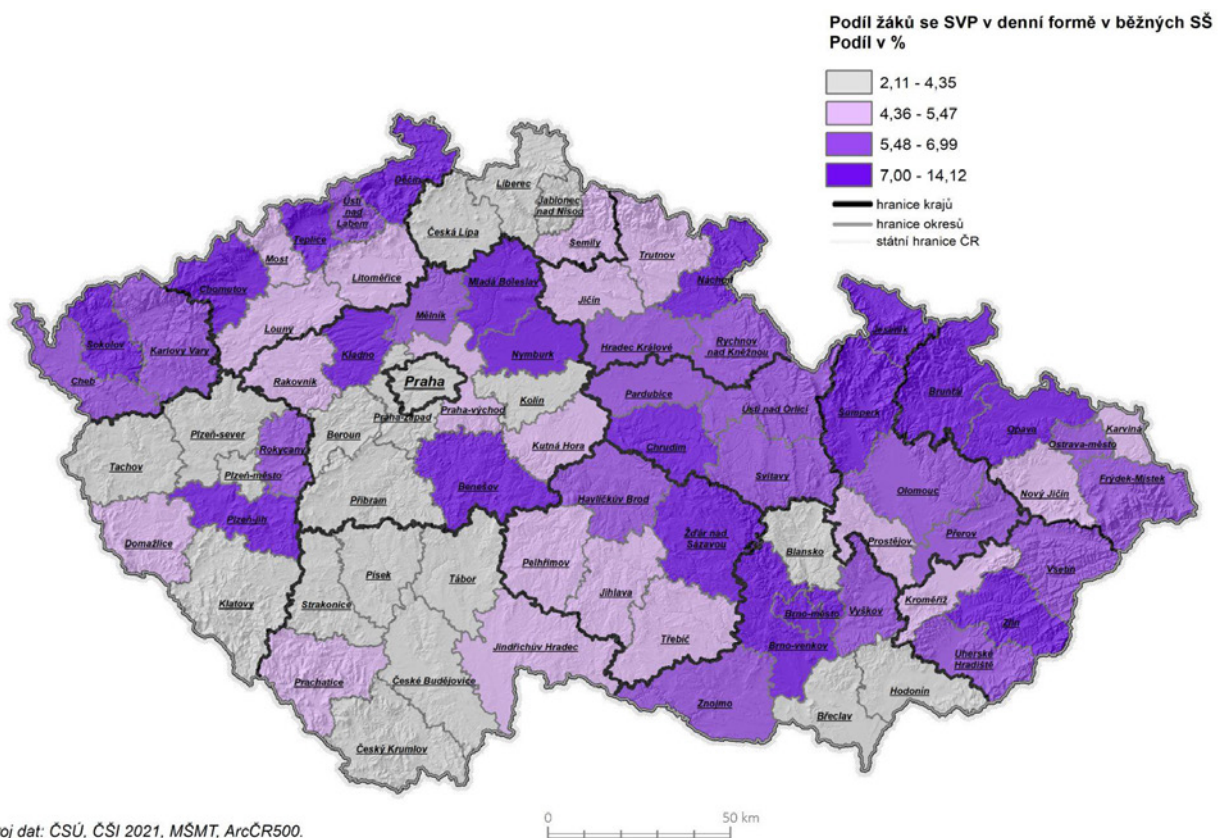 Podíl žáků se SVP v denní formě v běžných SŠ
Podíl v %
2,11 - 4,35
4,36 - 5,47
5,48 - 6,99
7,00 - 14,12
hranice krajů
hranice okresů
státní hranice ČR
Děčín
Liberec
Ústí
nad
Labem
Jablonec
nad Nisou
Česká Lípa
Teplice
Semily
Trutnov
Most
Litoměřice
Mladá Boleslav
Náchod
Chomutov
Jičín
Jeseník
Louny
Mělník
Sokolov
Karlovy Vary
Kladno
Nymburk
Hradec Králové
Rychnov
nad Kněžnou
Cheb
Rakovník
Praha
Bruntál
Kolín
Pardubice
Šumperk
Praha-západ
Praha-východ
Ústí nad Orlicí
Opava
Karviná
Plzeň-sever
Beroun
Chrudim
Ostrava-město
Rokycany
Kutná Hora
Tachov
Plzeň-město
Svitavy
Frýdek-Místek
Příbram
Benešov
Olomouc
Nový Jičín
Havlíčkův Brod
Plzeň-jih
Žďár nad
Sázavou
Přerov
Domažlice
Prostějov
Blansko
Pelhřimov
Vsetín
Písek
Tábor
Jihlava
Klatovy
Strakonice
Kroměříž
Brno-město
Vyškov
Zlín
Třebíč
Jindřichův Hradec
Brno-venkov
Uherské
Hradiště
Prachatice
České Budějovice
Znojmo
Hodonín
Břeclav
Český Krumlov
oj dat: ČSÚ, ČŠI 2021, MŠMT, ArcČR500.
0 50 km